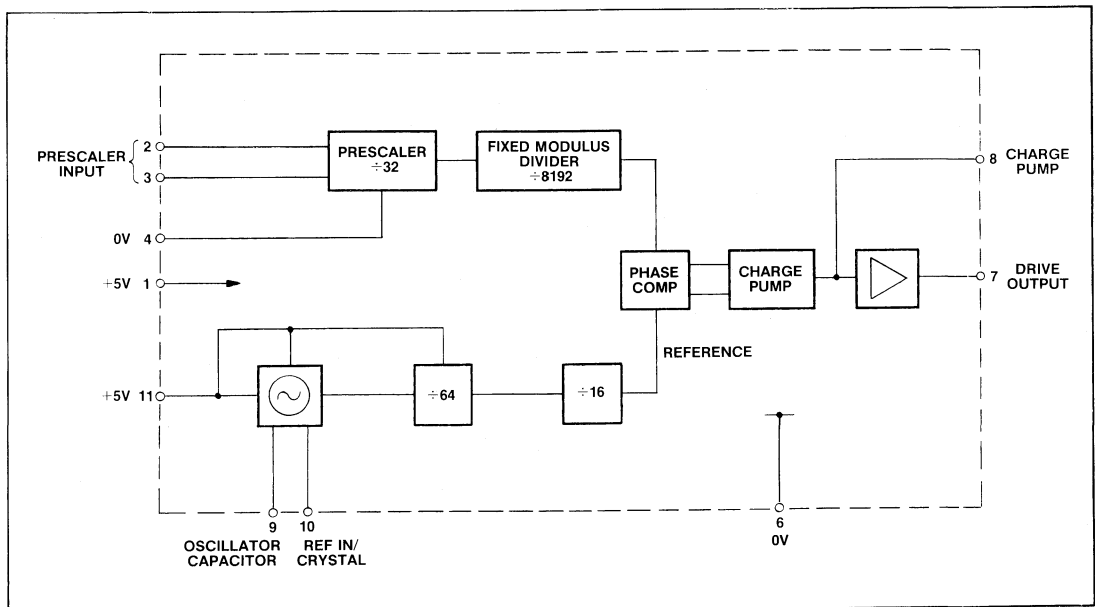 PRESCALER
INPUT
2
3
PRESCALER
÷32
FIXED MODULUS
DIVIDER
÷8192
8 CHARGE
PUMP
0V 4
+5V 1
PHASE
COMP
CHARGE
PUMP
7 DRIVE
OUTPUT
REFERENCE
+5V 11
÷64
÷16
9
OSCILLATOR
CAPACITOR
10
REF IN/
CRYSTAL
6
0V